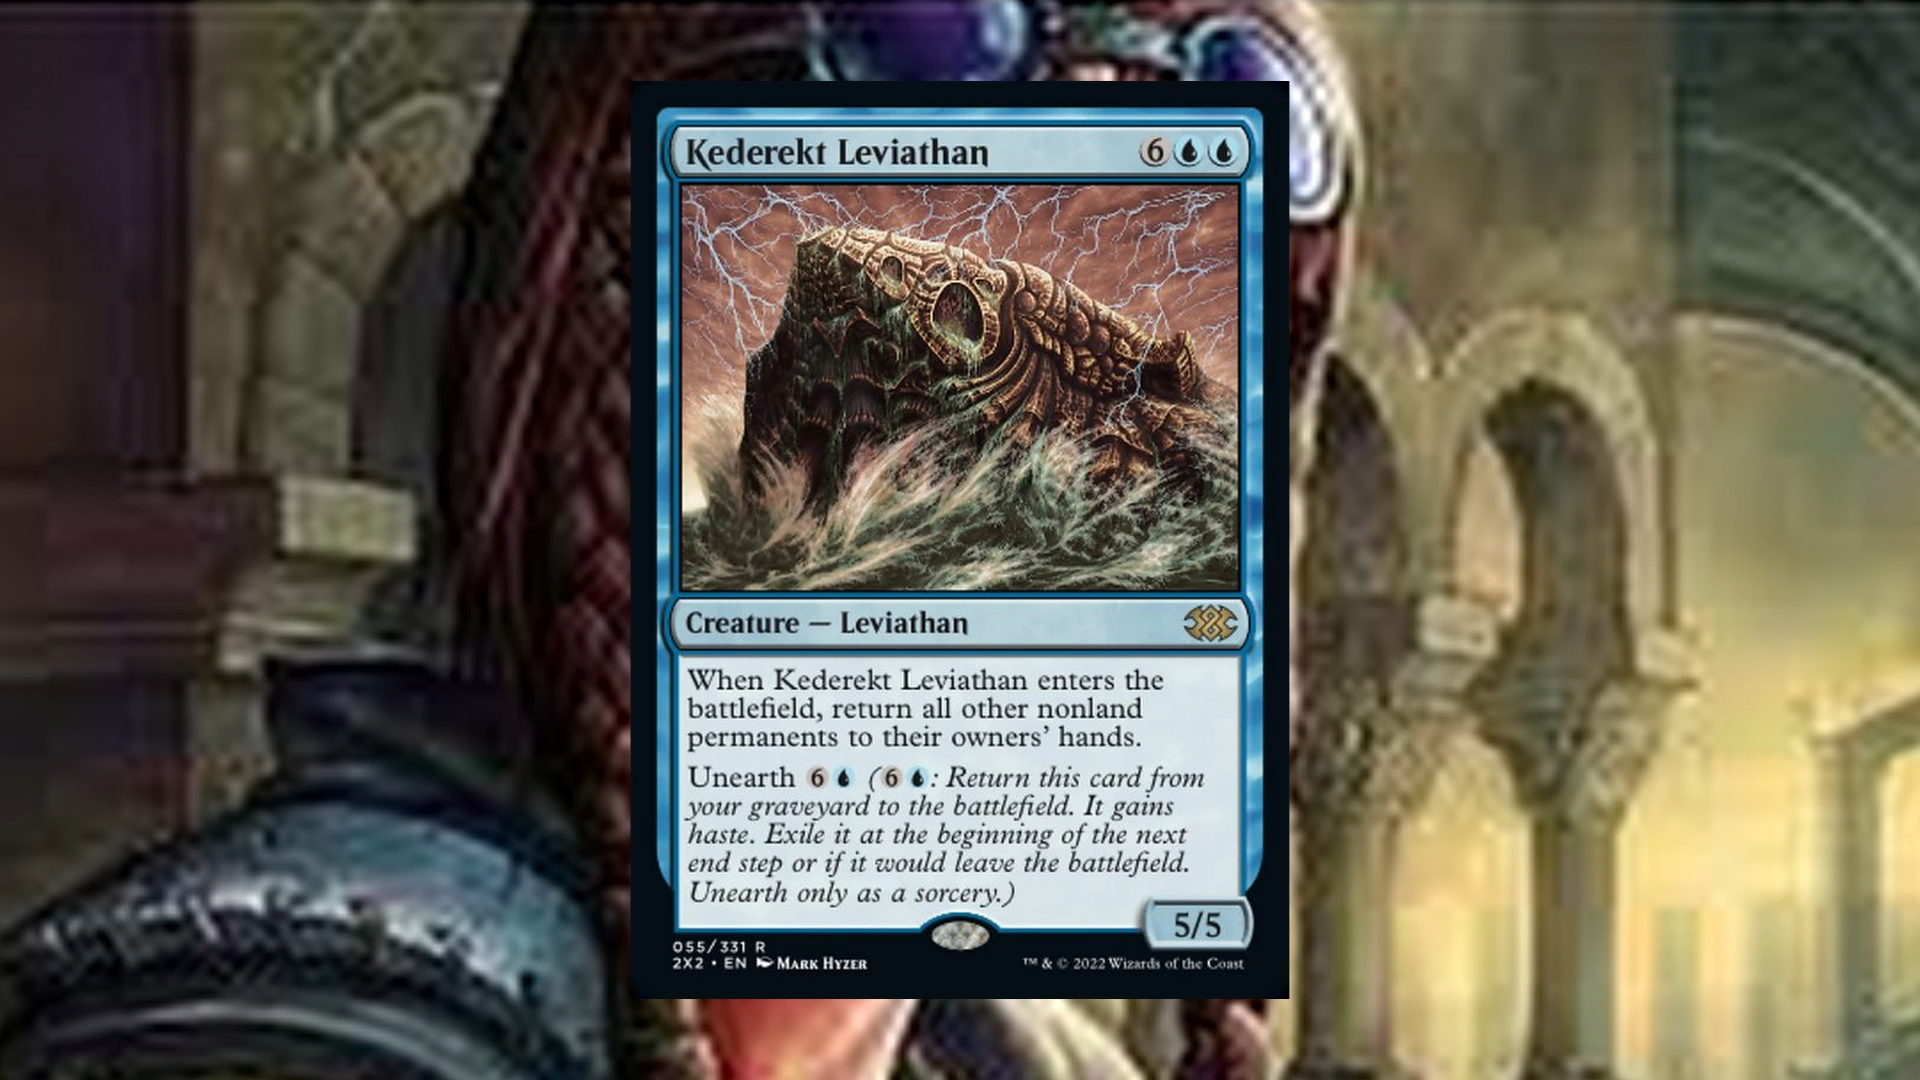 Kederekt Leviathan 6
Creature — Leviathan
When Kederekt Leviathan enters the
battlefield, return all other nonland
permanents to their owners' hands.
Unearth 6 (6 : Return this card from
your graveyard to the battlefield. It gains
haste. Exile it at the beginning of the next
end step or if it would leave the battlefield.
Unearth only as a sorcery.)
5/5
055/331 R
2X2 • EN Mark Hyzer
™ & © 2022 Wizards of the Coast